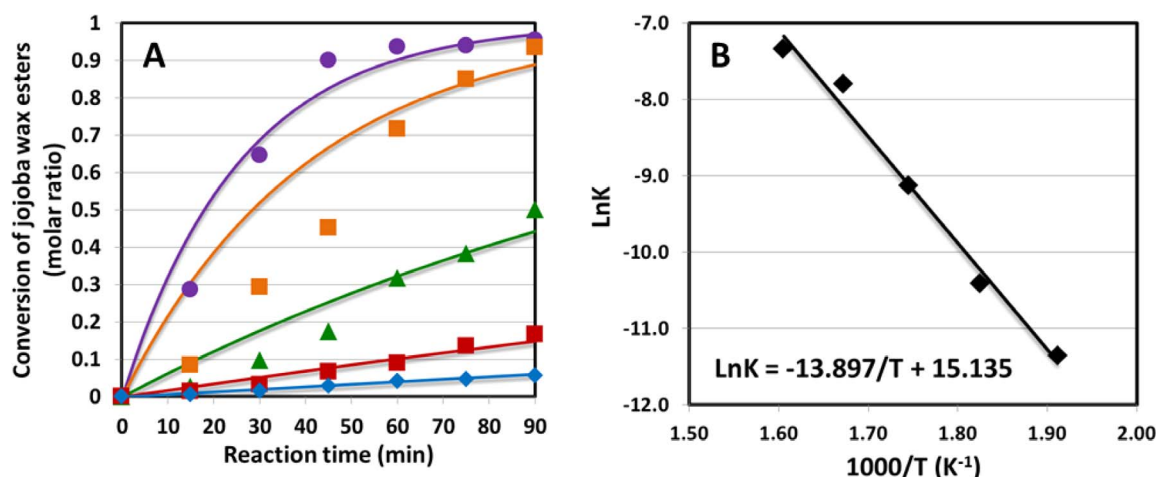 A
Conversion of jojoba wax esters
(molar ratio)
1
0.9
0.8
0.7
0.6
0.5
0.4
0.3
0.2
0.1
0
0 10 20 30 40 50 60 70 80 90
Reaction time (min)
B
LnK
-7.0
-8.0
-9.0
-10.0
-11.0
-12.0
LnK = -13.897/T + 15.135
1.50 1.60 1.70 1.80 1.90 2.00
1000/T (K⁻¹)